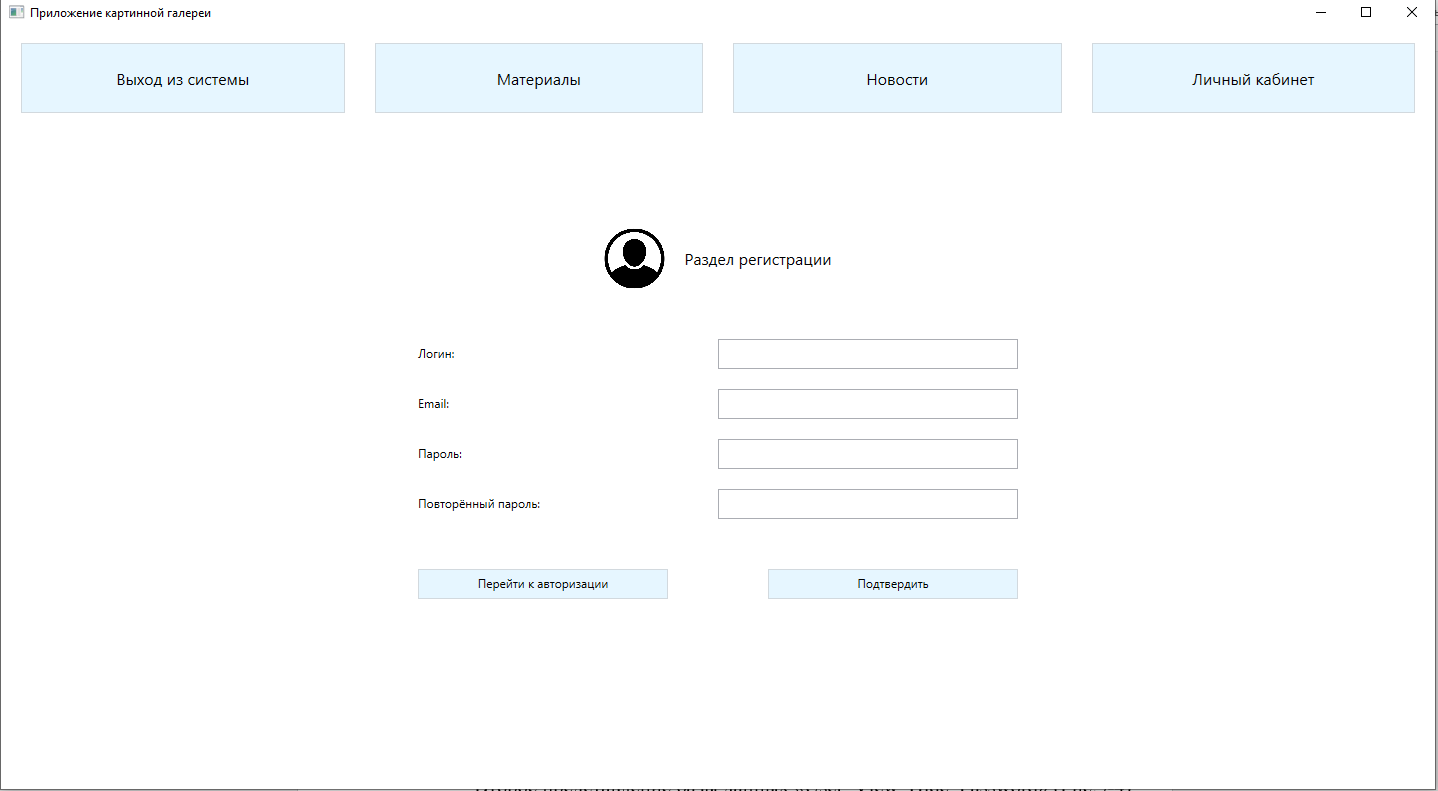 Приложение картинной галереи
Выход из системы
Материалы
Новости
Личный кабинет
Раздел регистрации
Логин:
Email:
Пароль:
Повторённый пароль:
Перейти к авторизации
Подтвердить